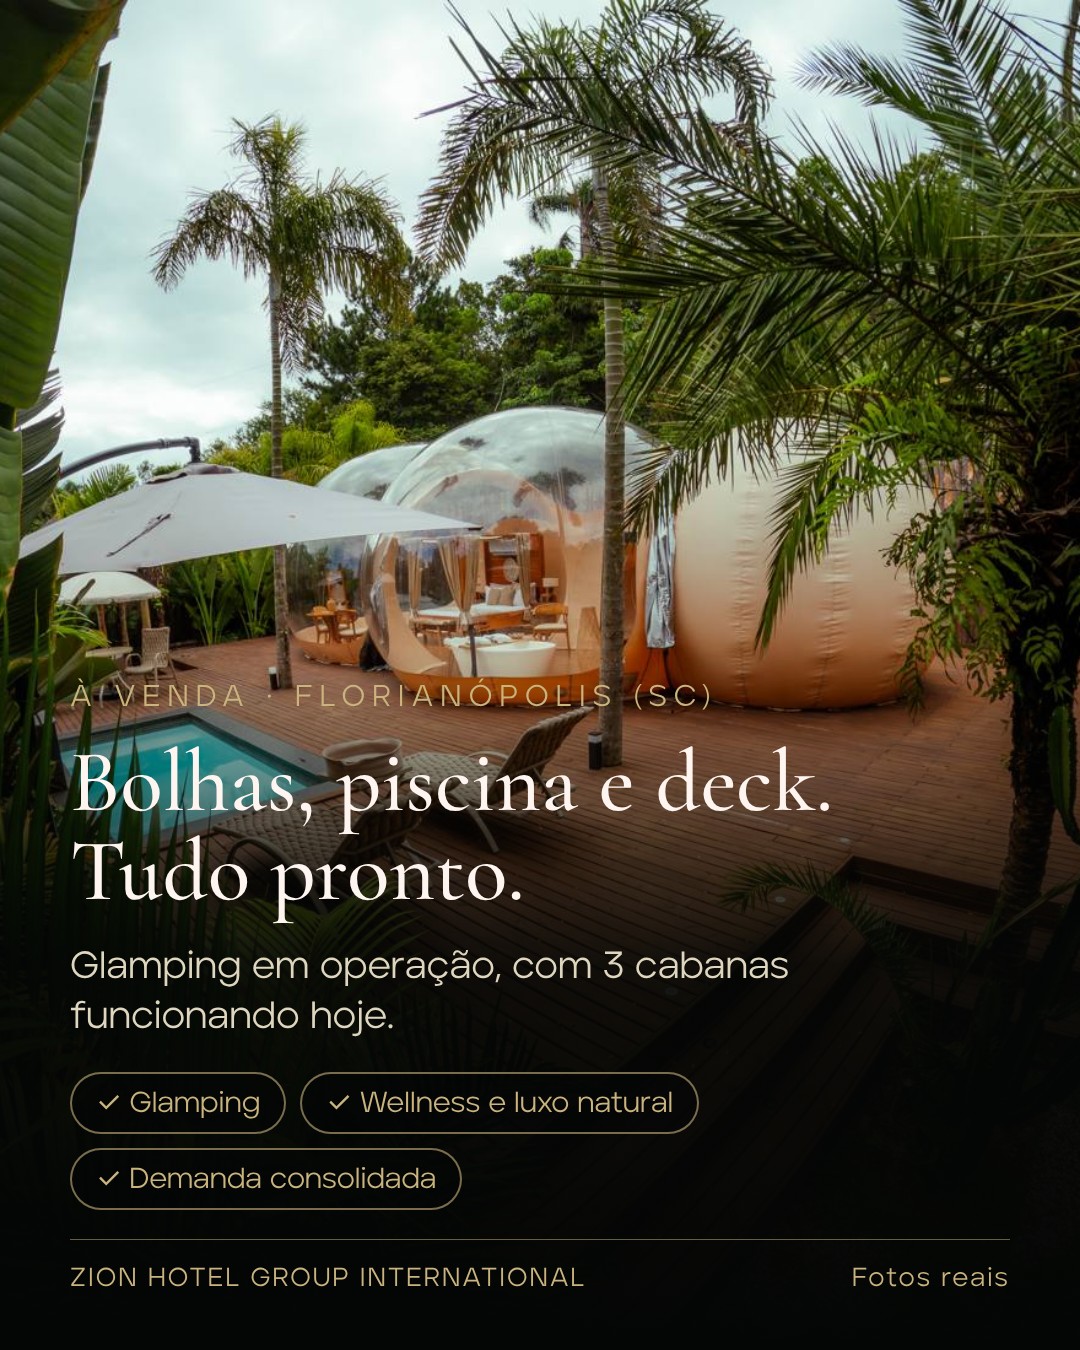 À VENDA · FLORIANÓPOLIS (SC)
Bolhas, piscina e deck.
Tudo pronto.
Glamping em operação, com 3 cabanas
funcionando hoje.
✓ Glamping
✓ Wellness e luxo natural
✓ Demanda consolidada
ZION HOTEL GROUP INTERNATIONAL
Fotos reais